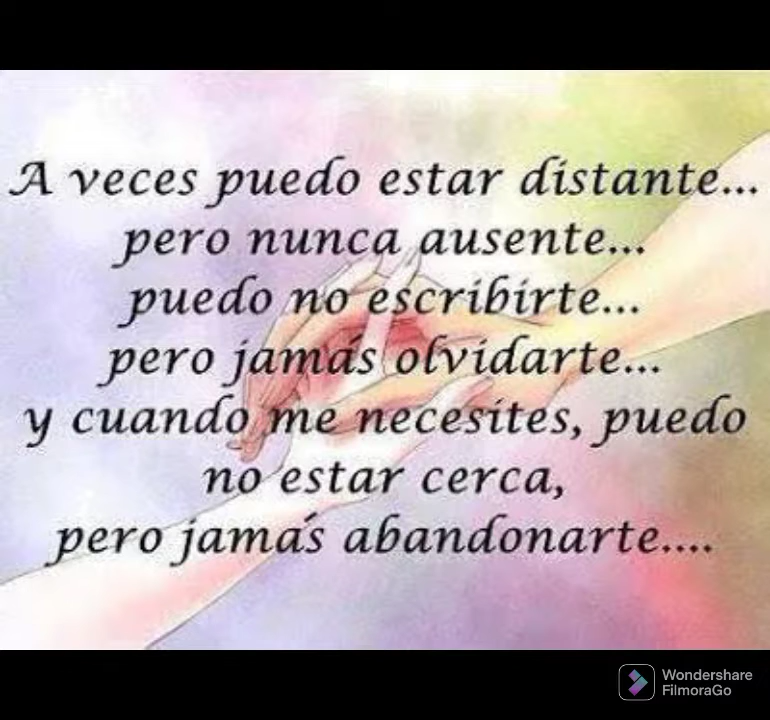 A veces puedo estar distante...
pero nunca ausente...
puedo no escribirte...
pero jamás olvidarte...
y cuando me necesites, puedo
no estar cerca,
pero jamás abandonarte....
Wondershare
FilmoraGo